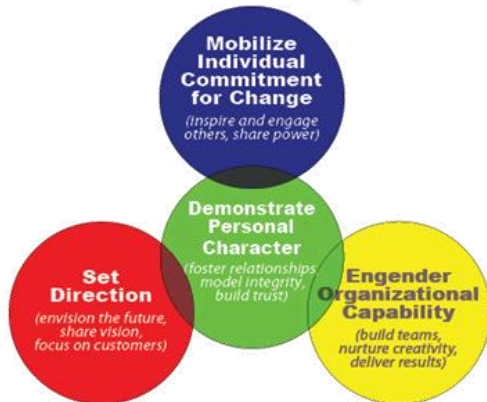 Mobilize
Individual
Commitment
for Change
(inspire and engage
others, share power)
Demonstrate
Personal
Character
(foster relationships
model integrity,
build trust)
Set
Direction
(envision the future,
share vision,
focus on customers)
Engender
Organizational
Capability
(build teams,
nurture creativity,
deliver results)